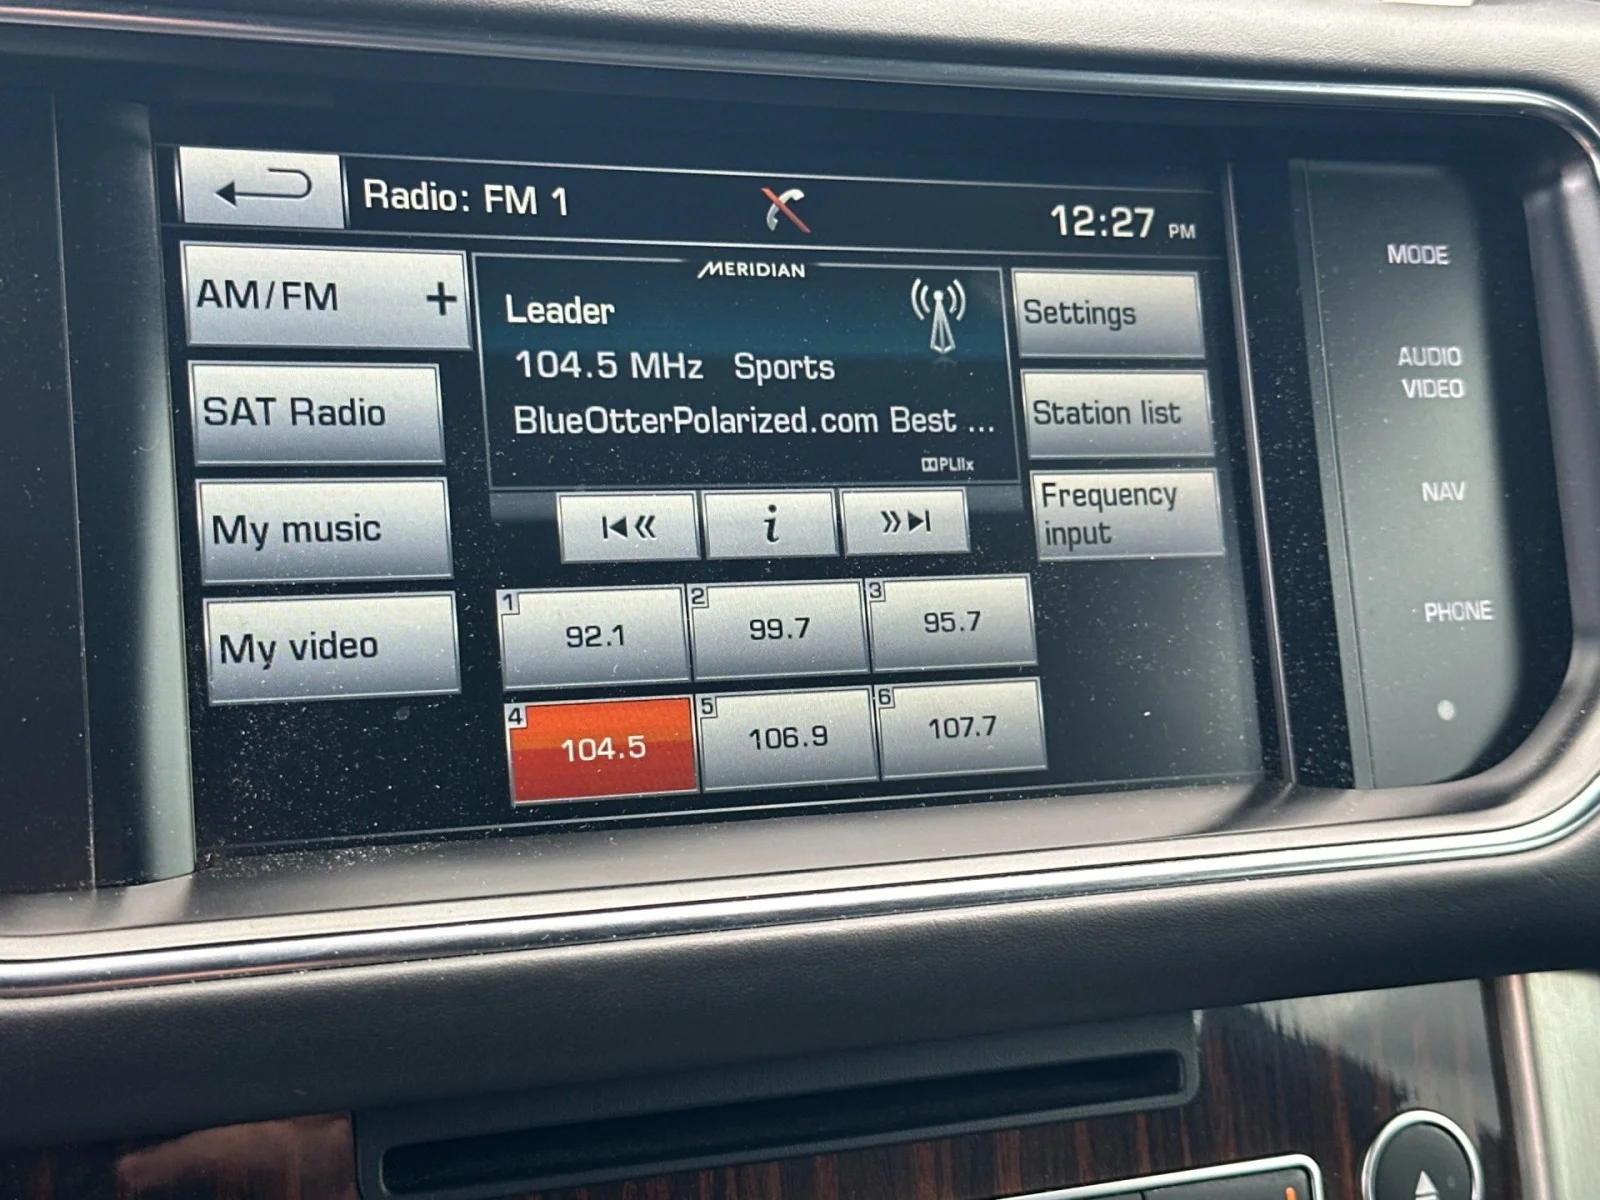 Radio: FM 1
12:27 PM
AM/FM +
SAT Radio
My music
My video
MERIDIAN
Leader
104.5 MHz Sports
BlueOtterPolarized.com Best ...
PLIIx
i
Settings
Station list
Frequency
input
1 92.1
2 99.7
3 95.7
4 104.5
5 106.9
6 107.7
MODE
AUDIO
VIDEO
NAV
PHONE